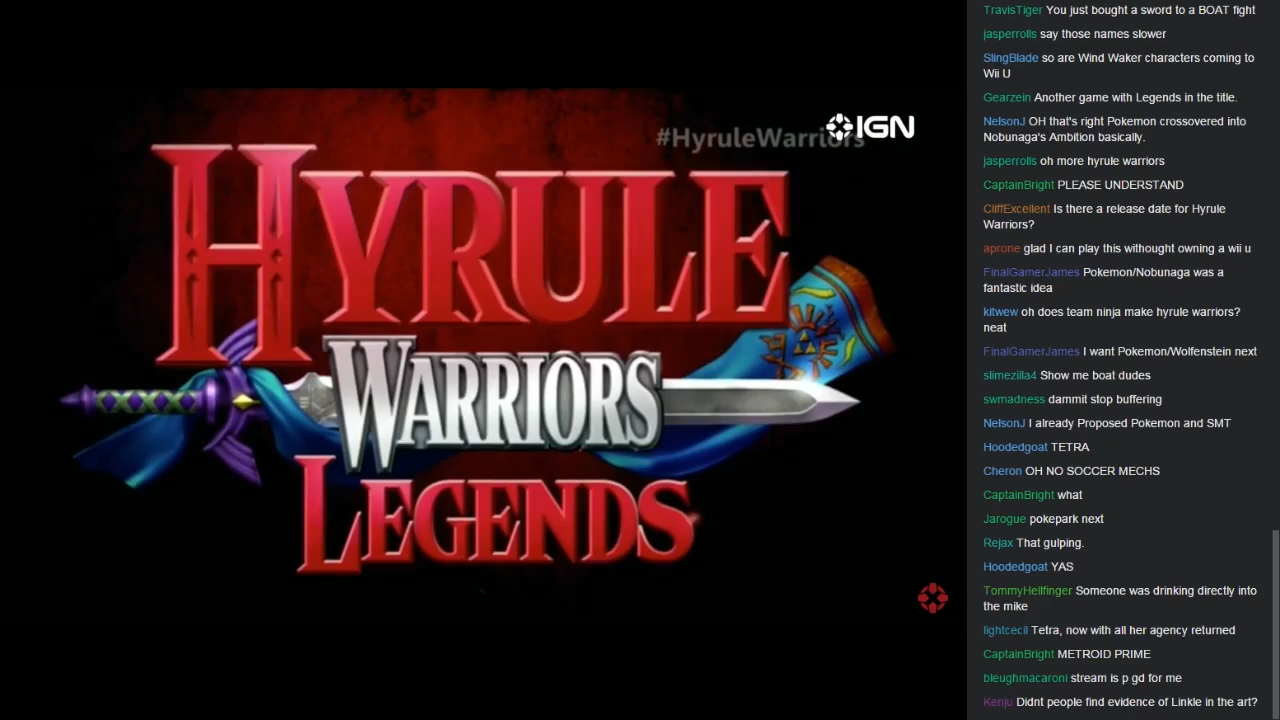 #HyruleWarriors
IGN
HYRULE
WARRIORS
LEGENDS
TravisTiger You just bought a sword to a BOAT fight
jasperrolls say those names slower
SlingBlade so are Wind Waker characters coming to
Wii U
Gearzein Another game with Legends in the title.
NelsonJ OH that's right Pokemon crossovered into
Nobunaga's Ambition basically.
jasperrolls oh more hyrule warriors
CaptainBright PLEASE UNDERSTAND
CliffExcellent Is there a release date for Hyrule
Warriors?
aprone glad I can play this withought owning a wii u
FinalGamerJames Pokemon/Nobunaga was a
fantastic idea
kitwew oh does team ninja make hyrule warriors?
neat
FinalGamerJames I want Pokemon/Wolfenstein next
slimezilla4 Show me boat dudes
swmadness dammit stop buffering
NelsonJ I already Proposed Pokemon and SMT
Hoodedgoat TETRA
Cheron OH NO SOCCER MECHS
CaptainBright what
Jarogue pokepark next
Rejax That gulping.
Hoodedgoat YAS
TommyHellfinger Someone was drinking directly into
the mike
lightcecil Tetra, now with all her agency returned
CaptainBright METROID PRIME
bleughmacaroni stream is p gd for me
Kenju Didnt people find evidence of Linkle in the art?